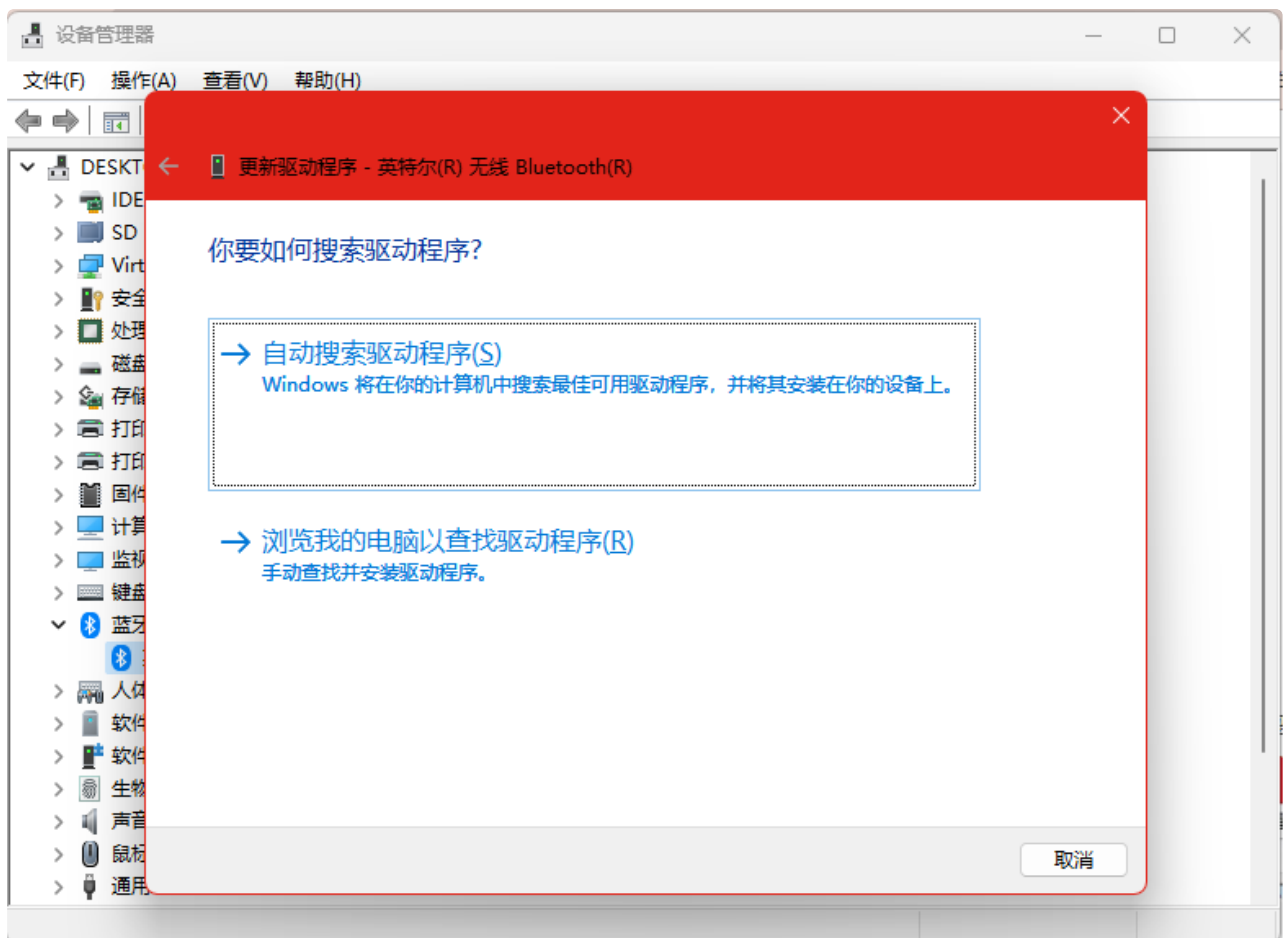 设备管理器
文件(F) 操作(A) 查看(V) 帮助(H)
更新驱动程序 - 英特尔(R) 无线 Bluetooth(R)
你要如何搜索驱动程序?
自动搜索驱动程序(S)
Windows 将在你的计算机中搜索最佳可用驱动程序，并将其安装在你的设备上。
浏览我的电脑以查找驱动程序(R)
手动查找并安装驱动程序。
取消
DESKT
IDE
SD
Virt
安全
处理
磁盘
存储
打印
打印
固件
计算
监视
键盘
蓝牙
人体
软件
软件
生物
声音
鼠标
通用